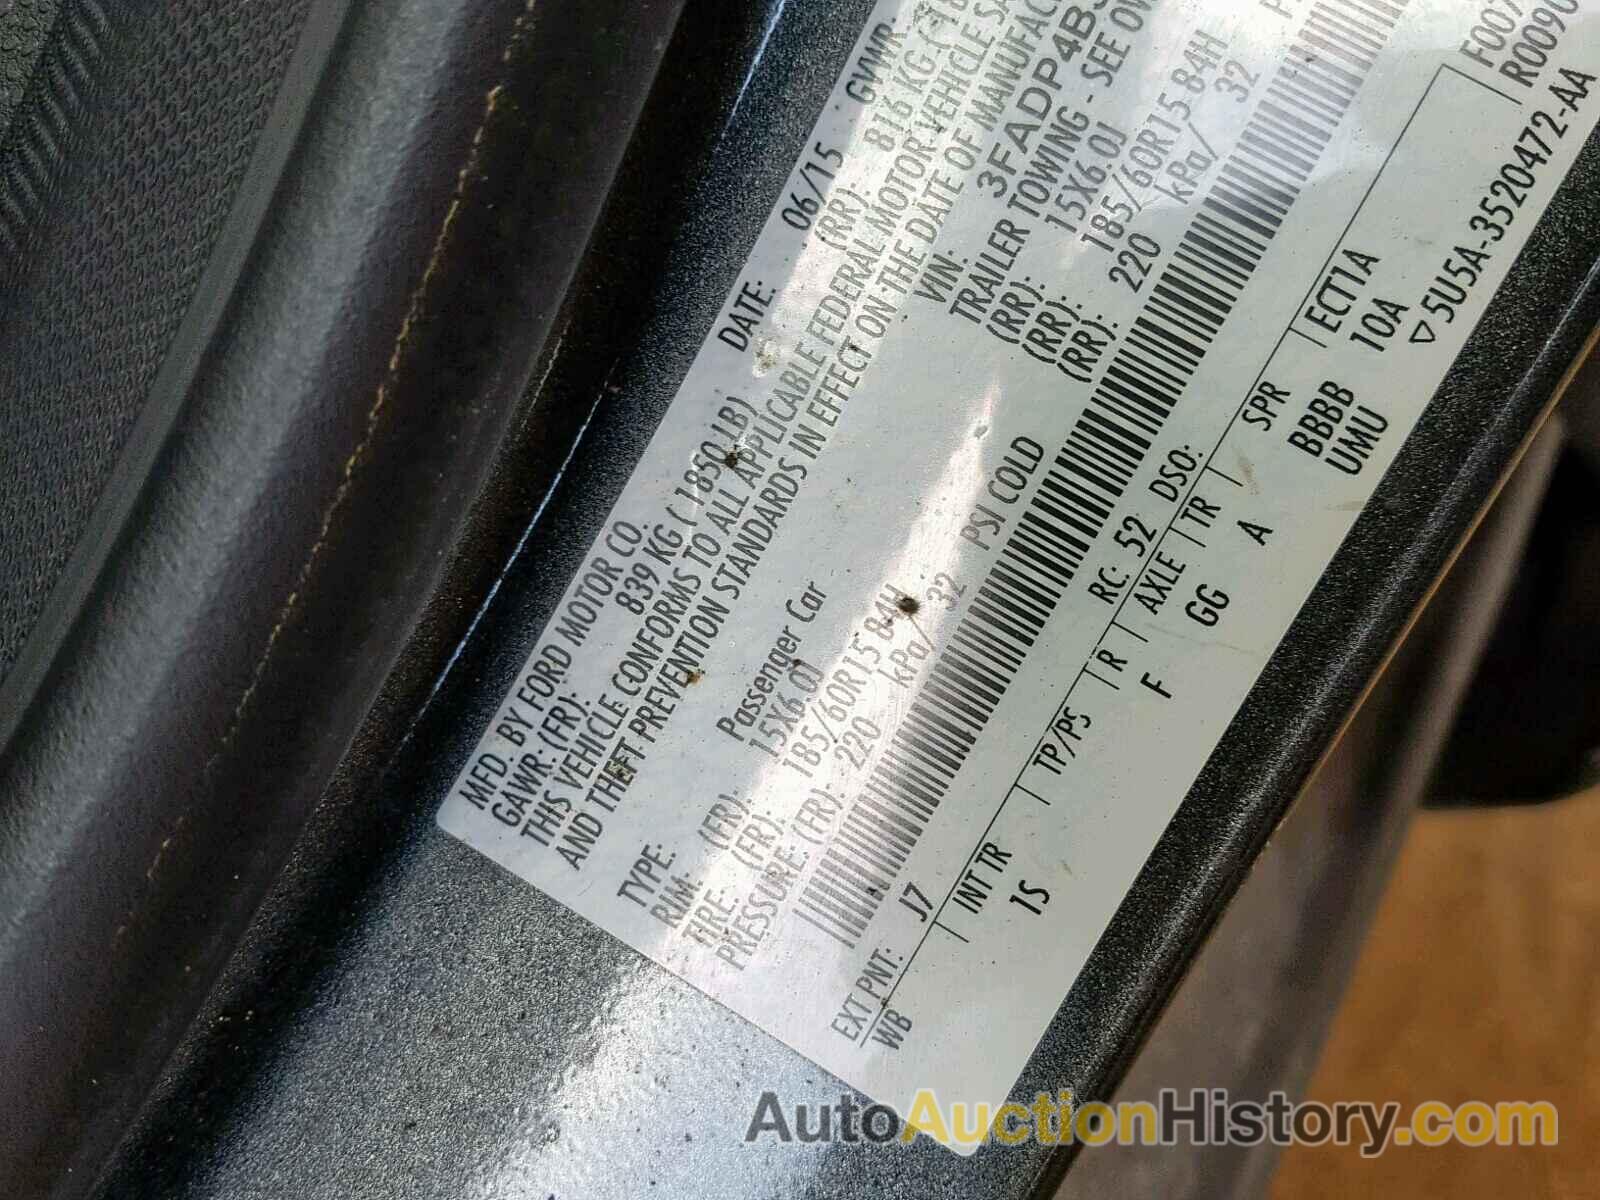 MFD. BY FORD MOTOR CO. DATE: 06/15 GVWR:
GAWR: (FR): 839 KG ( 1850 LB) (RR): 816 KG
THIS VEHICLE CONFORMS TO ALL APPLICABLE FEDERAL MOTOR VEHICLE
AND THEFT PREVENTION STANDARDS IN EFFECT ON THE DATE OF
VIN: 3FADP4B
TYPE: Passenger Car TRAILER TOWING - SEE
RIM: (FR): 15X6.0J (RR): 15X6.0J
TIRE: (FR): 185/60R15 84H (RR): 185/60R15 84H
PRESSURE: (FR): 220 kPa/ 32 PSI COLD (RR): 220 kPa/ 32
EXT PNT: J7 RC: 52 DSO:
WB INT TR TP/PS TR AXLE TR SPR
1S F GG A BBBB
UMU
ECT1A
10A
5U5A-3520472-AA
AutoAuctionHistory.com